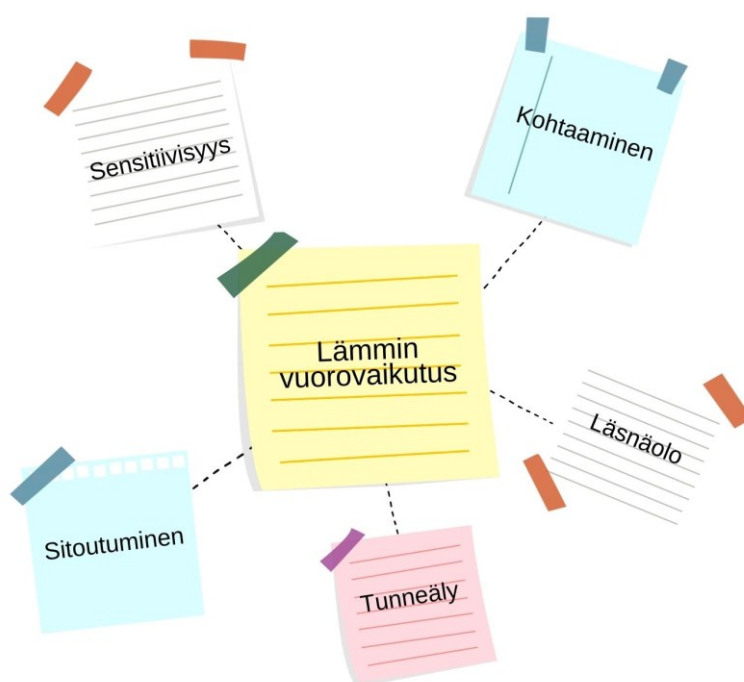 Sensitiivisyys
Kohtaaminen
Lämmin
vuorovaikutus
Läsnäolo
Sitoutuminen
Tunneäly